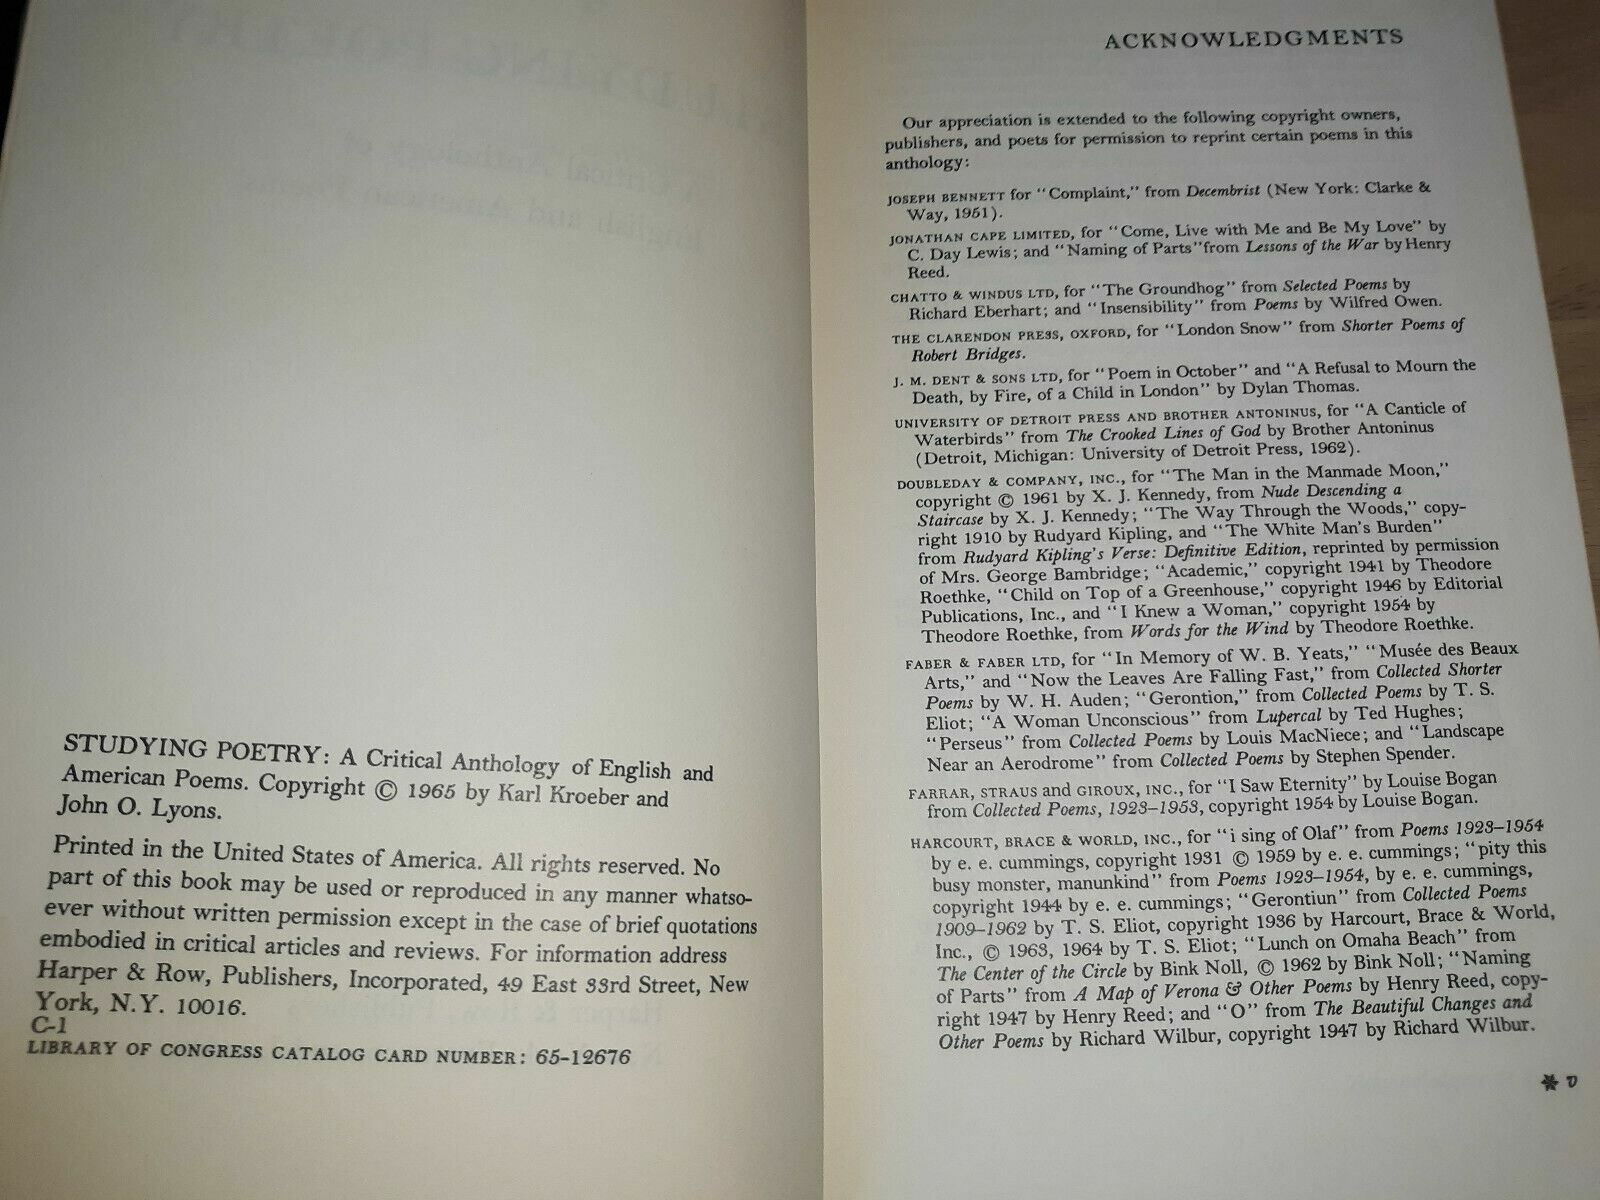 STUDYING POETRY: A Critical Anthology of English and
American Poems. Copyright © 1965 by Karl Kroeber and
John O. Lyons.
Printed in the United States of America. All rights reserved. No
part of this book may be used or reproduced in any manner whatso-
ever without written permission except in the case of brief quotations
embodied in critical articles and reviews. For information address
Harper & Row, Publishers, Incorporated, 49 East 33rd Street, New
York, N.Y. 10016.
C-1
LIBRARY OF CONGRESS CATALOG CARD NUMBER: 65-12676
ACKNOWLEDGMENTS
Our appreciation is extended to the following copyright owners,
publishers, and poets for permission to reprint certain poems in this
anthology:
JOSEPH BENNETT for "Complaint," from Decembrist (New York: Clarke &
Way, 1951).
JONATHAN CAPE LIMITED, for "Come, Live with Me and Be My Love" by
C. Day Lewis; and "Naming of Parts"from Lessons of the War by Henry
Reed.
CHATTO & WINDUS LTD, for "The Groundhog" from Selected Poems by
Richard Eberhart; and "Insensibility" from Poems by Wilfred Owen.
THE CLARENDON PRESS, OXFORD, for "London Snow" from Shorter Poems of
Robert Bridges.
J. M. DENT & SONS LTD, for "Poem in October" and "A Refusal to Mourn the
Death, by Fire, of a Child in London" by Dylan Thomas.
UNIVERSITY OF DETROIT PRESS AND BROTHER ANTONINUS, for "A Canticle of
Waterbirds" from The Crooked Lines of God by Brother Antoninus
(Detroit, Michigan: University of Detroit Press, 1962).
DOUBLEDAY & COMPANY, INC., for "The Man in the Manmade Moon,"
copyright © 1961 by X. J. Kennedy, from Nude Descending a
Staircase by X. J. Kennedy; "The Way Through the Woods," copy-
right 1910 by Rudyard Kipling, and "The White Man's Burden"
from Rudyard Kipling's Verse: Definitive Edition, reprinted by permission
of Mrs. George Bambridge; "Academic," copyright 1941 by Theodore
Roethke, "Child on Top of a Greenhouse," copyright 1946 by Editorial
Publications, Inc., and "I Knew a Woman," copyright 1954 by
Theodore Roethke, from Words for the Wind by Theodore Roethke.
FABER & FABER LTD, for "In Memory of W. B. Yeats," "Musée des Beaux
Arts," and "Now the Leaves Are Falling Fast," from Collected Shorter
Poems by W. H. Auden; "Gerontion," from Collected Poems by T. S.
Eliot; "A Woman Unconscious" from Lupercal by Ted Hughes;
"Perseus" from Collected Poems by Louis MacNiece; and "Landscape
Near an Aerodrome" from Collected Poems by Stephen Spender.
FARRAR, STRAUS and GIROUX, INC., for "I Saw Eternity" by Louise Bogan
from Collected Poems, 1923–1953, copyright 1954 by Louise Bogan.
HARCOURT, BRACE & WORLD, INC., for "i sing of Olaf" from Poems 1923–1954
by e. e. cummings, copyright 1931 © 1959 by e. e. cummings; "pity this
busy monster, manunkind" from Poems 1923–1954, by e. e. cummings,
copyright 1944 by e. e. cummings; "Gerontiun" from Collected Poems
1909–1962 by T. S. Eliot, copyright 1936 by Harcourt, Brace & World,
Inc., © 1963, 1964 by T. S. Eliot; "Lunch on Omaha Beach" from
The Center of the Circle by Bink Noll, © 1962 by Bink Noll; "Naming
of Parts" from A Map of Verona & Other Poems by Henry Reed, copy-
right 1947 by Henry Reed; and "O" from The Beautiful Changes and
Other Poems by Richard Wilbur, copyright 1947 by Richard Wilbur.
* v